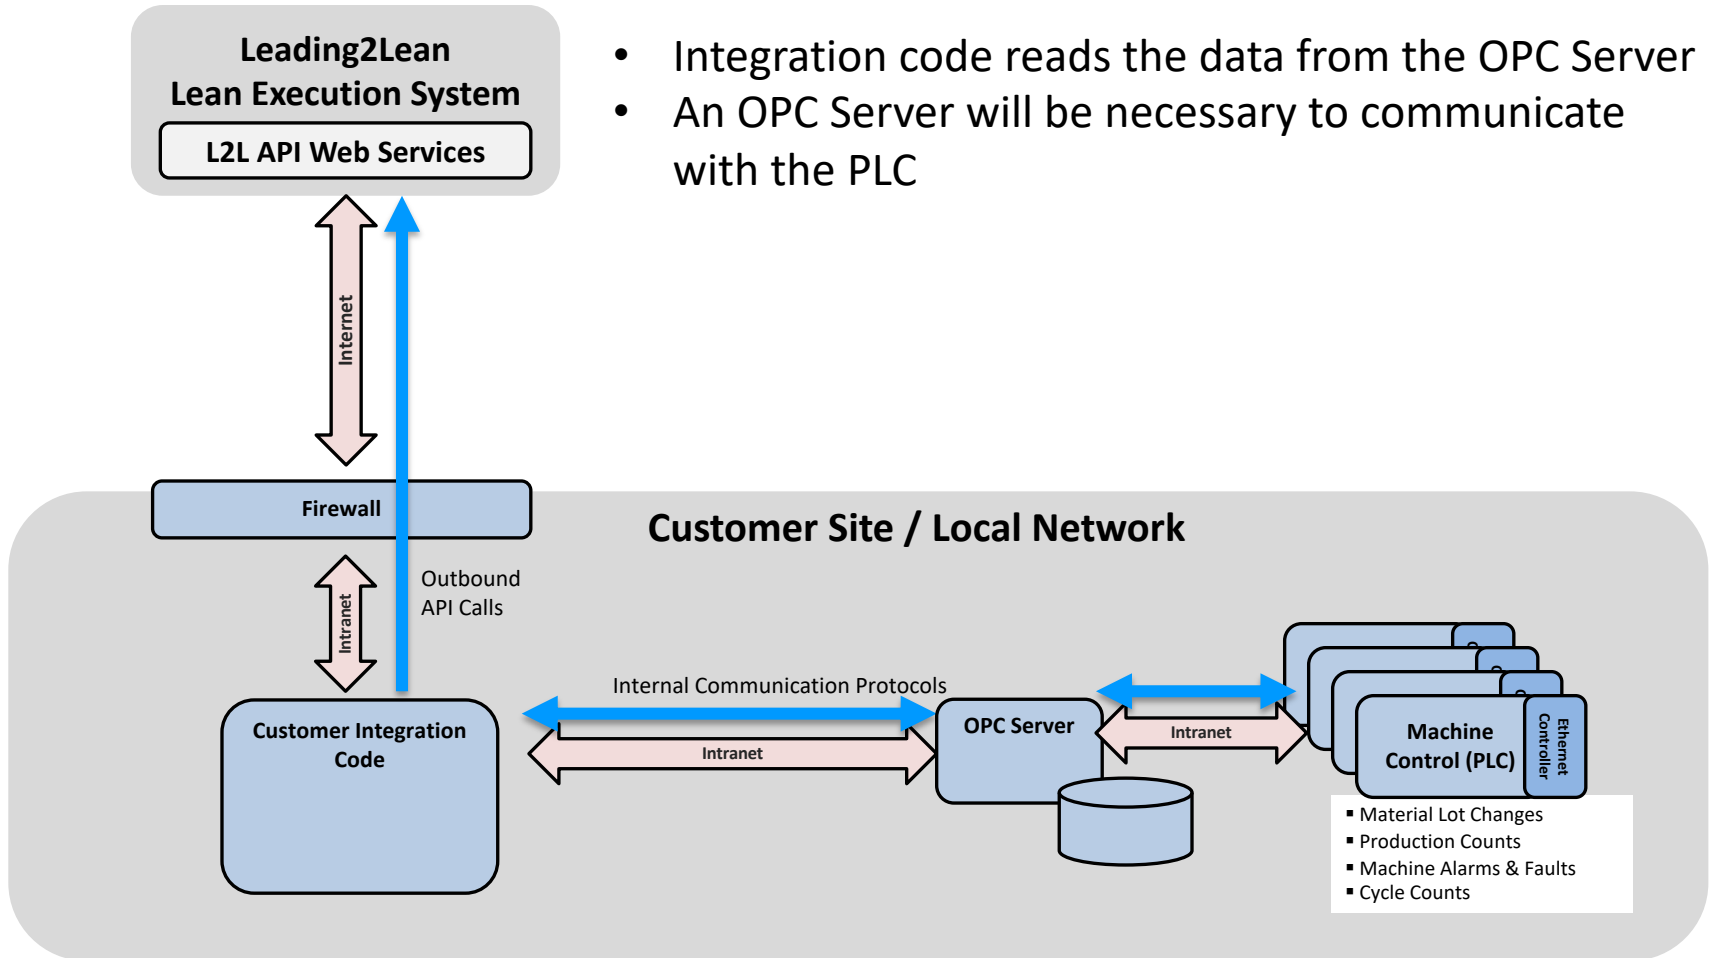 Leading2Lean
Lean Execution System
L2L API Web Services
• Integration code reads the data from the OPC Server
• An OPC Server will be necessary to communicate
with the PLC
Internet
Firewall
Customer Site / Local Network
Outbound
API Calls
Intranet
Internal Communication Protocols
Customer Integration
Code
Intranet
OPC Server
Intranet
Machine
Control (PLC)
Ethernet
Controller
▪ Material Lot Changes
▪ Production Counts
▪ Machine Alarms & Faults
▪ Cycle Counts